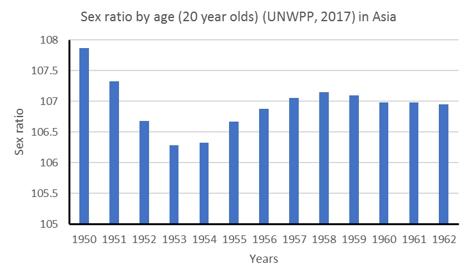 Sex ratio by age (20 year olds) (UNWPP, 2017) in Asia
108
107.5
107
106.5
106
105.5
105
Sex ratio
1950 1951 1952 1953 1954 1955 1956 1957 1958 1959 1960 1961 1962
Years